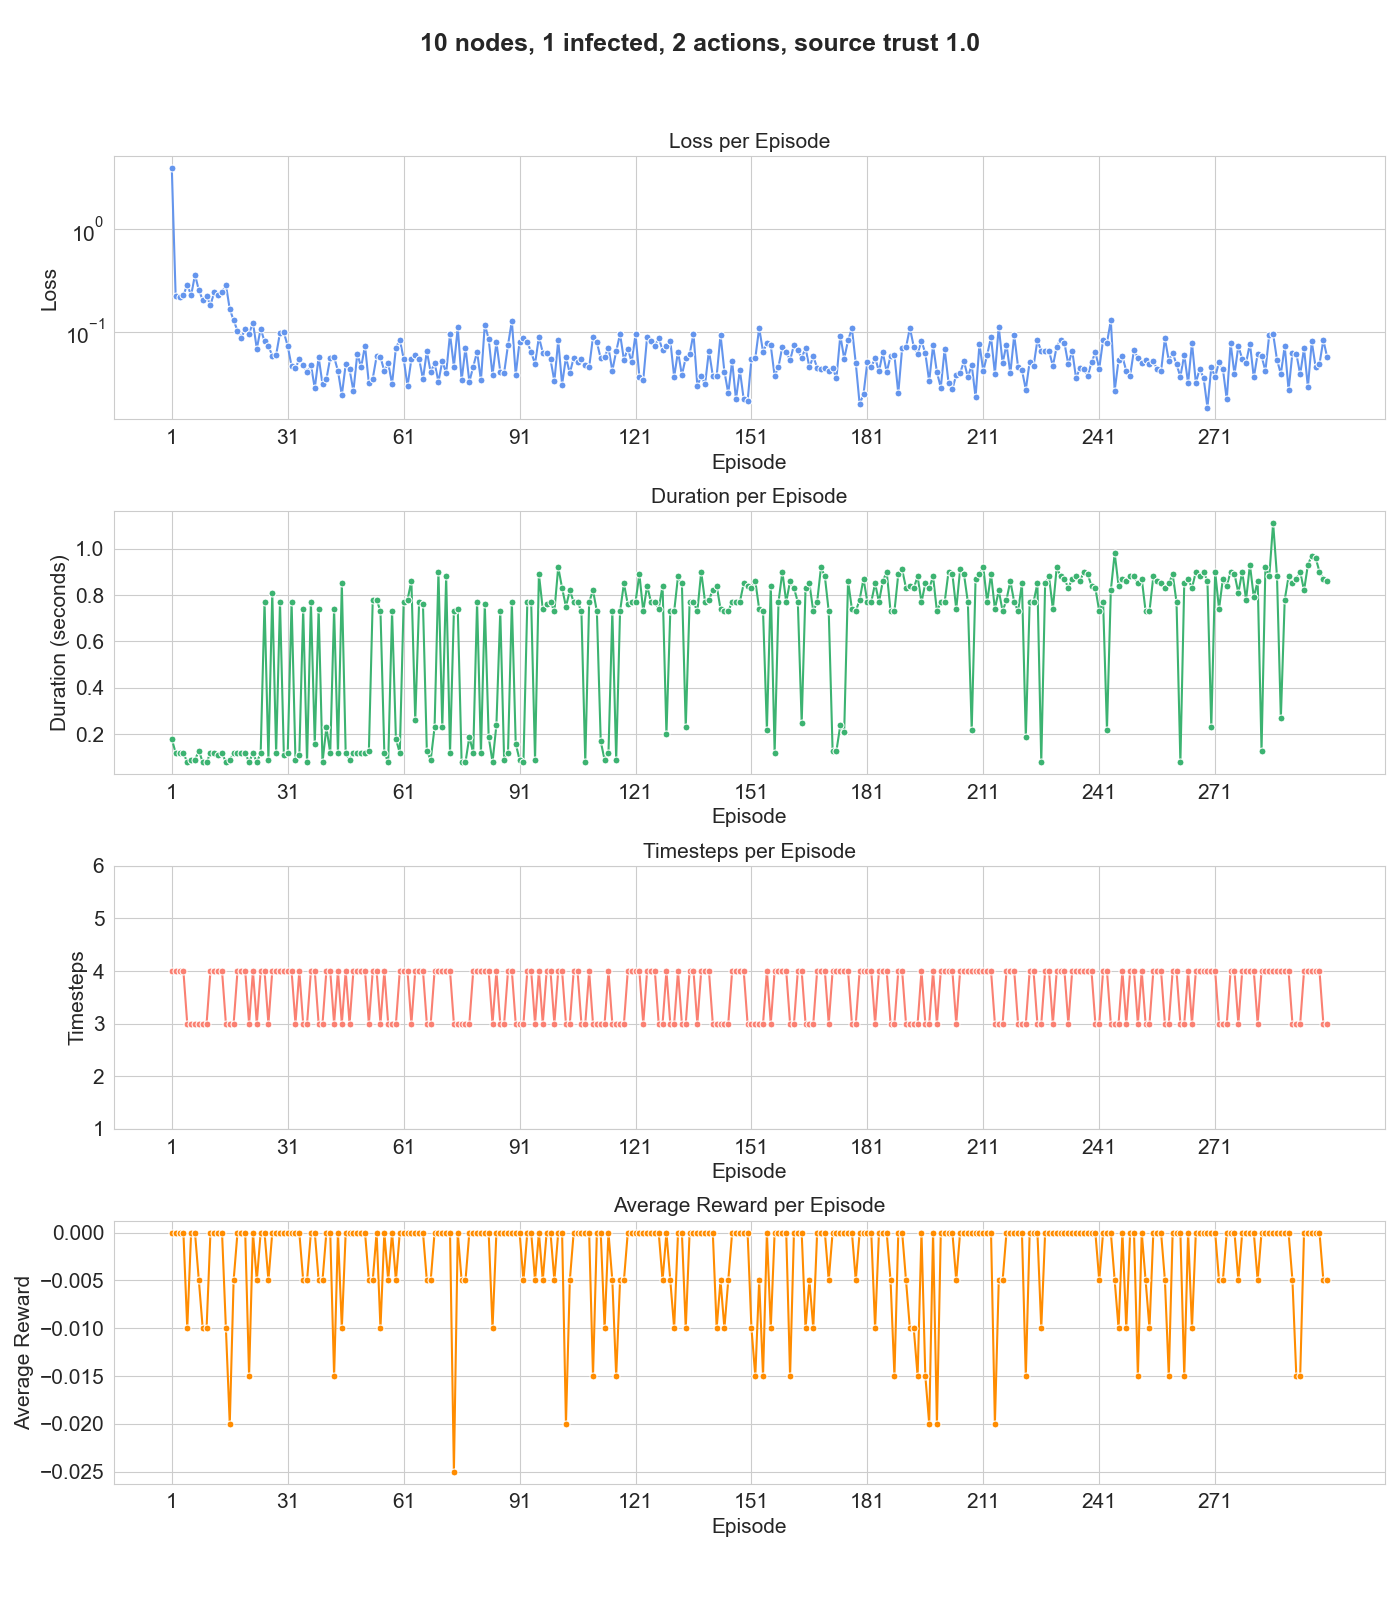 10 nodes, 1 infected, 2 actions, source trust 1.0
Loss per Episode
10⁰
10⁻¹
Loss
1 31 61 91 121 151 181 211 241 271
Episode
Duration per Episode
1.0
0.8
0.6
0.4
0.2
Duration (seconds)
1 31 61 91 121 151 181 211 241 271
Episode
Timesteps per Episode
6
5
4
3
2
1
Timesteps
1 31 61 91 121 151 181 211 241 271
Episode
Average Reward per Episode
0.000
−0.005
−0.010
−0.015
−0.020
−0.025
Average Reward
1 31 61 91 121 151 181 211 241 271
Episode